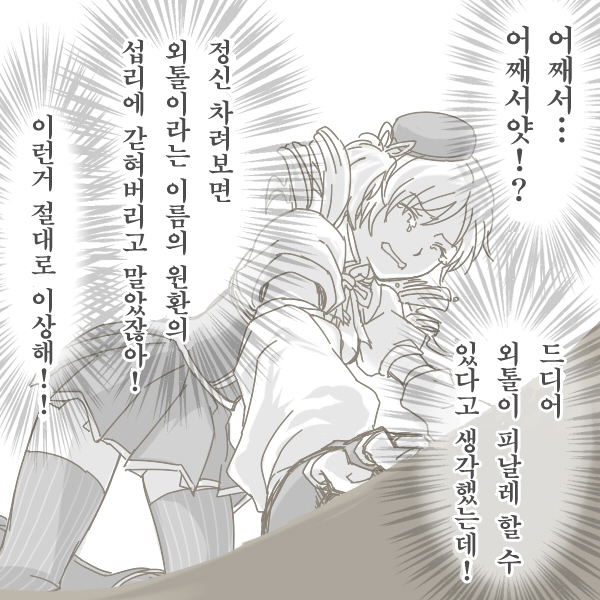 어째서…
어째서얏!?
드디어
외톨이 피날레 할 수
있다고 생각했는데!
정신 차려보면
외톨이라는 이름의 원환의
섭리에 갇혀버리고 말았잖아!
이런거 절대로 이상해!!